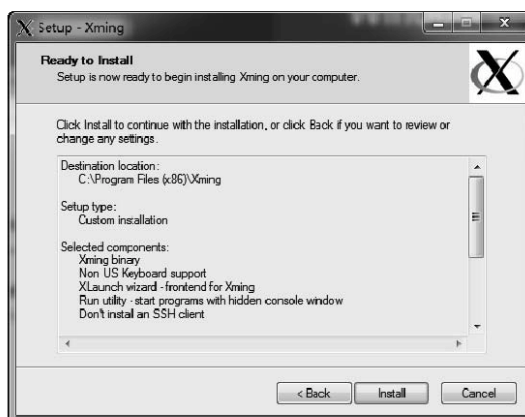 Setup - Xming
Ready to Install
Setup is now ready to begin installing Xming on your computer.
Click Install to continue with the installation, or click Back if you want to review or
change any settings.
Destination location:
C:\Program Files (x86)\Xming
Setup type:
Custom installation
Selected components:
Xming binary
Non US Keyboard support
XLaunch wizard - frontend for Xming
Run utility - start programs with hidden console window
Don't install an SSH client
< Back
Install
Cancel